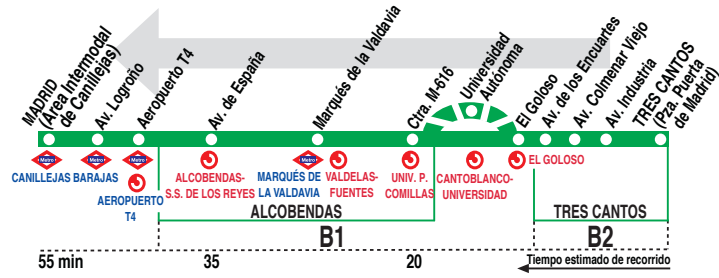 MADRID
(Área Intermodal
de Canillejas)
Av. Logroño
Aeropuerto T4
Av. de España
Marqués de la Valdavia
Ctra. M-616
Universidad
Autónoma
El Goloso
Av. de los Encuartes
Av. Colmenar Viejo
Av. Industria
TRES CANTOS
(Pza. Puerta
de Madrid)
Metro
Metro
Metro
Metro
CANILLEJAS
BARAJAS
AEROPUERTO
T4
ALCOBENDAS-
S.S. DE LOS REYES
MARQUÉS DE
LA VALDAVIA
VALDELAS-
FUENTES
UNIV. P.
COMILLAS
CANTOBLANCO-
UNIVERSIDAD
EL GOLOSO
ALCOBENDAS
TRES CANTOS
B1
B2
55 min
35
20
Tiempo estimado de recorrido